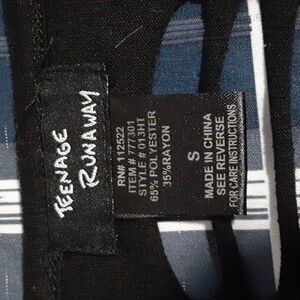 TEENAGE
RUNAWAY
RN# 112522
ITEM # 777301
STYLE # 013HT
65% POLYESTER
35%RAYON
S
MADE IN CHINA
SEE REVERSE
FOR CARE INSTRUCTIONS